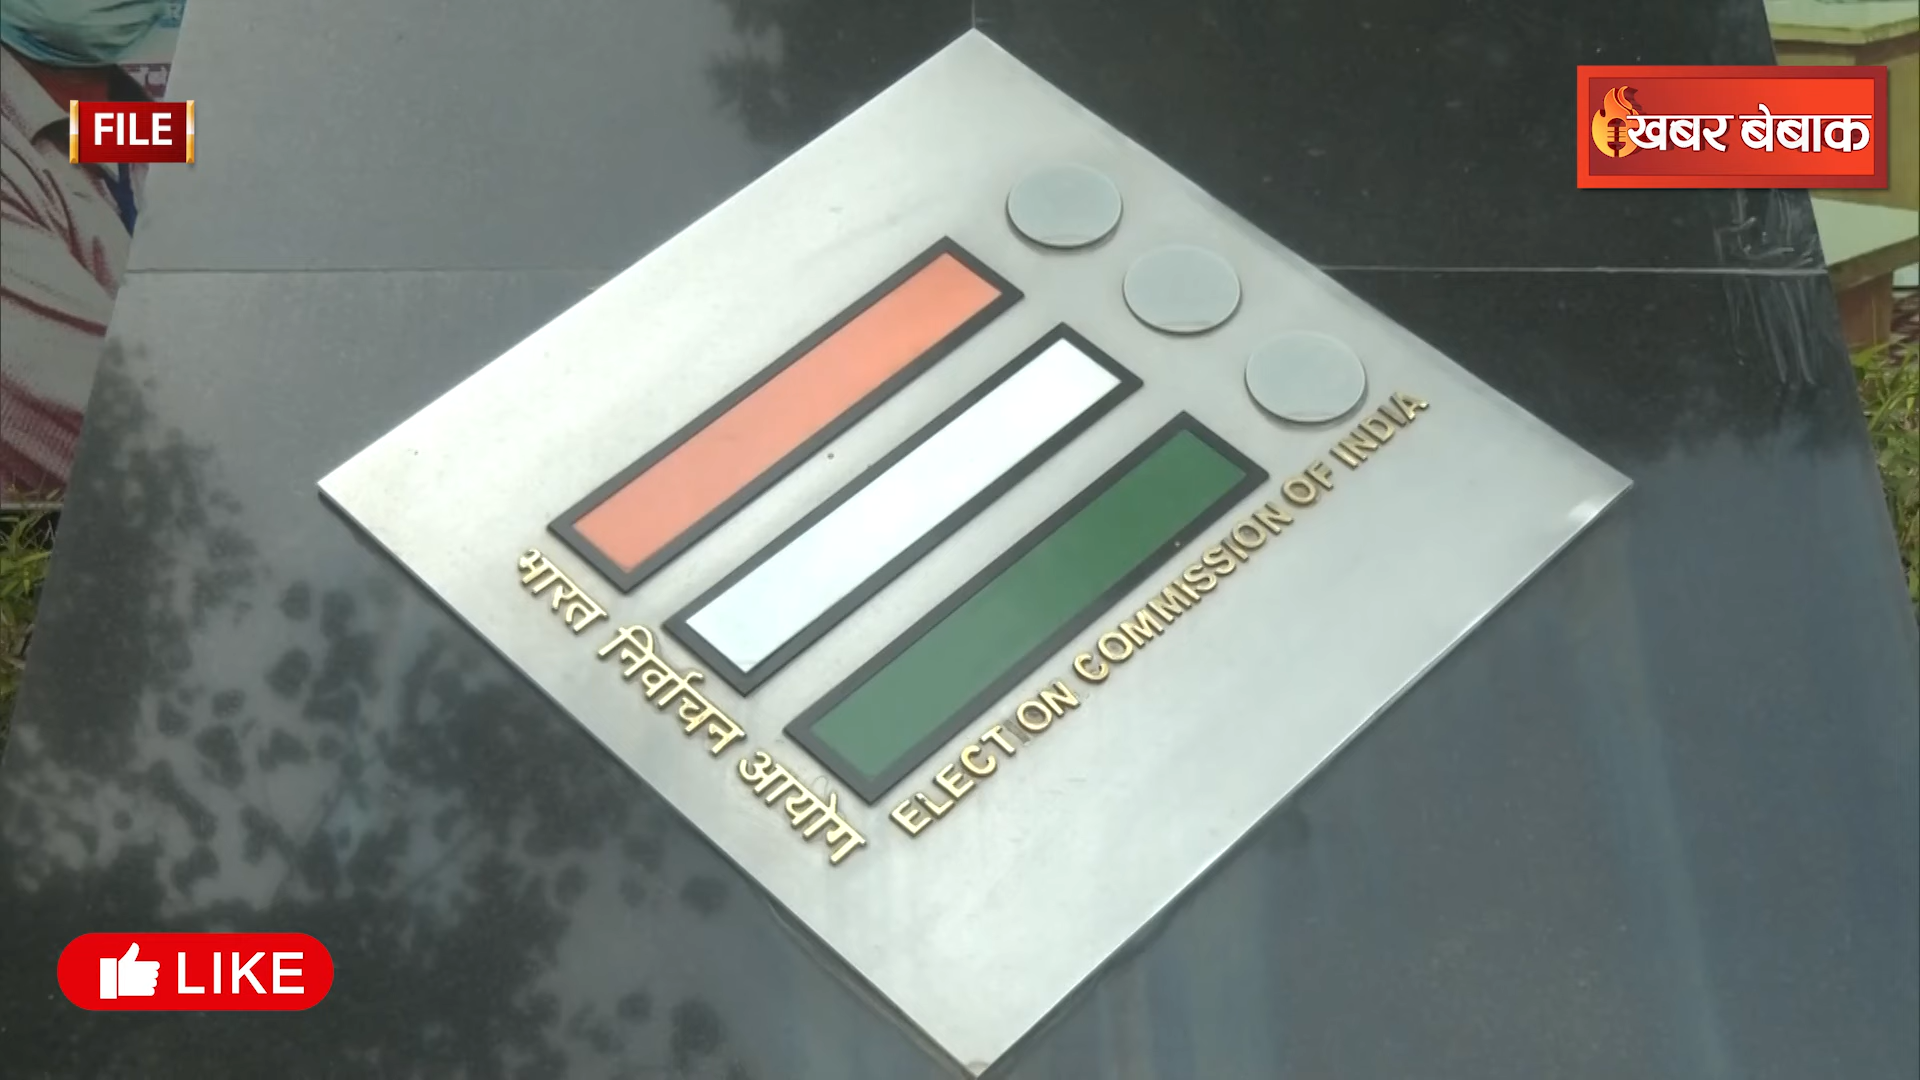 FILE
खबर बेबाक
भारत निर्वाचन आयोग
ELECTION COMMISSION OF INDIA
LIKE